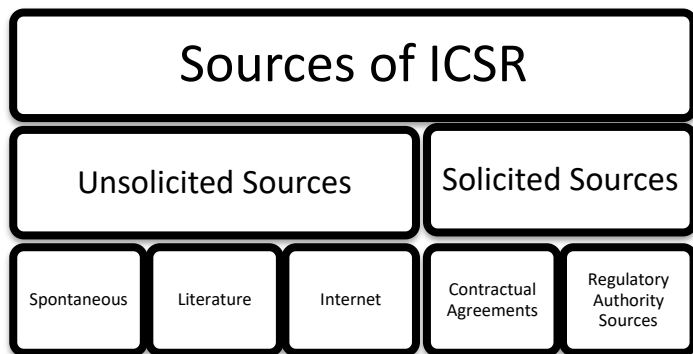 Sources of ICSR
Unsolicited Sources
Solicited Sources
Spontaneous
Literature
Internet
Contractual
Agreements
Regulatory
Authority
Sources